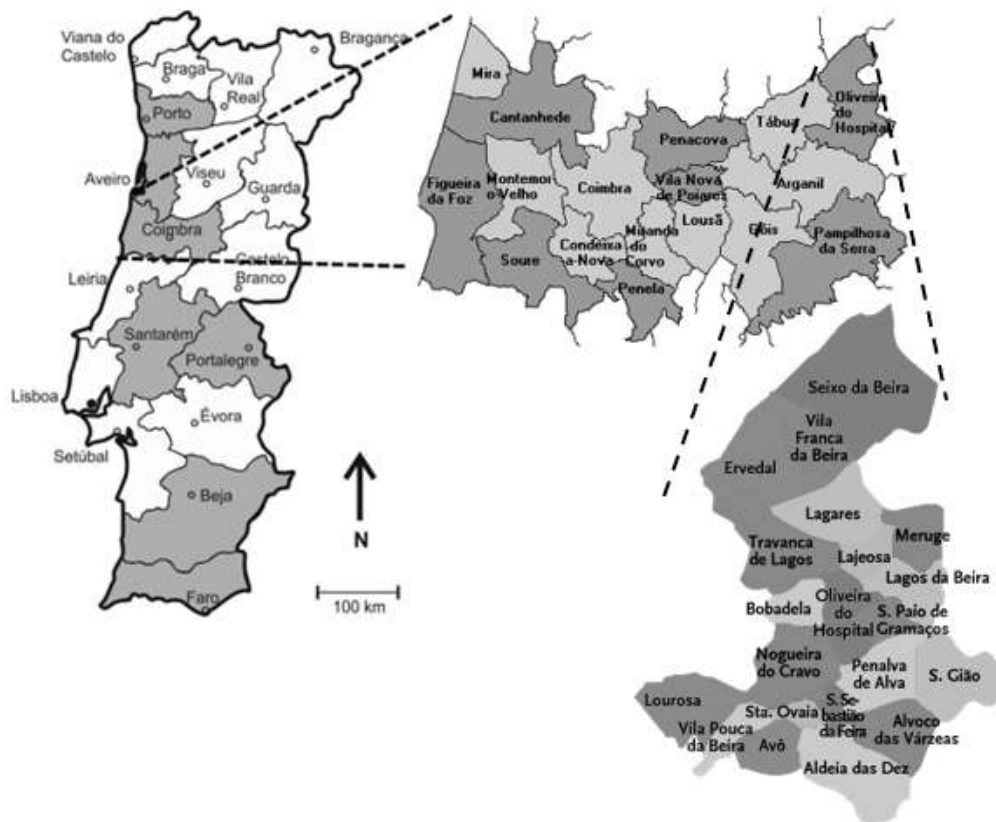 Viana do
Castelo
Bragança
Braga
Vila
Real
Porto
Aveiro
Viseu
Guarda
Coimbra
Castelo
Branco
Leiria
Santarém
Portalegre
Lisboa
Évora
Setúbal
Beja
Faro
N
100 km
Mira
Cantanhede
Oliveira
do
Hospital
Tábua
Penacova
Figueira
da Foz
Montemor
o-Velho
Coimbra
Vila Nova
de Poiares
Arganil
Lousã
Góis
Pampilhosa
da Serra
Soure
Condeixa
a-Nova
Miranda
do
Corvo
Penela
Seixo da Beira
Vila
Franca
da Beira
Ervedal
Lagares
Meruge
Travanca
de Lagos
Lajeosa
Lagos da Beira
Bobadela
Oliveira
do
Hospital
S. Paio de
Gramaços
Nogueira
do Cravo
Penalva
de Alva
S. Gião
Lourosa
Sta. Ovaia
S. Se-
bastião
da Feira
Vila Pouca
da Beira
Avô
Alvoco
das Várzeas
Aldeia das Dez